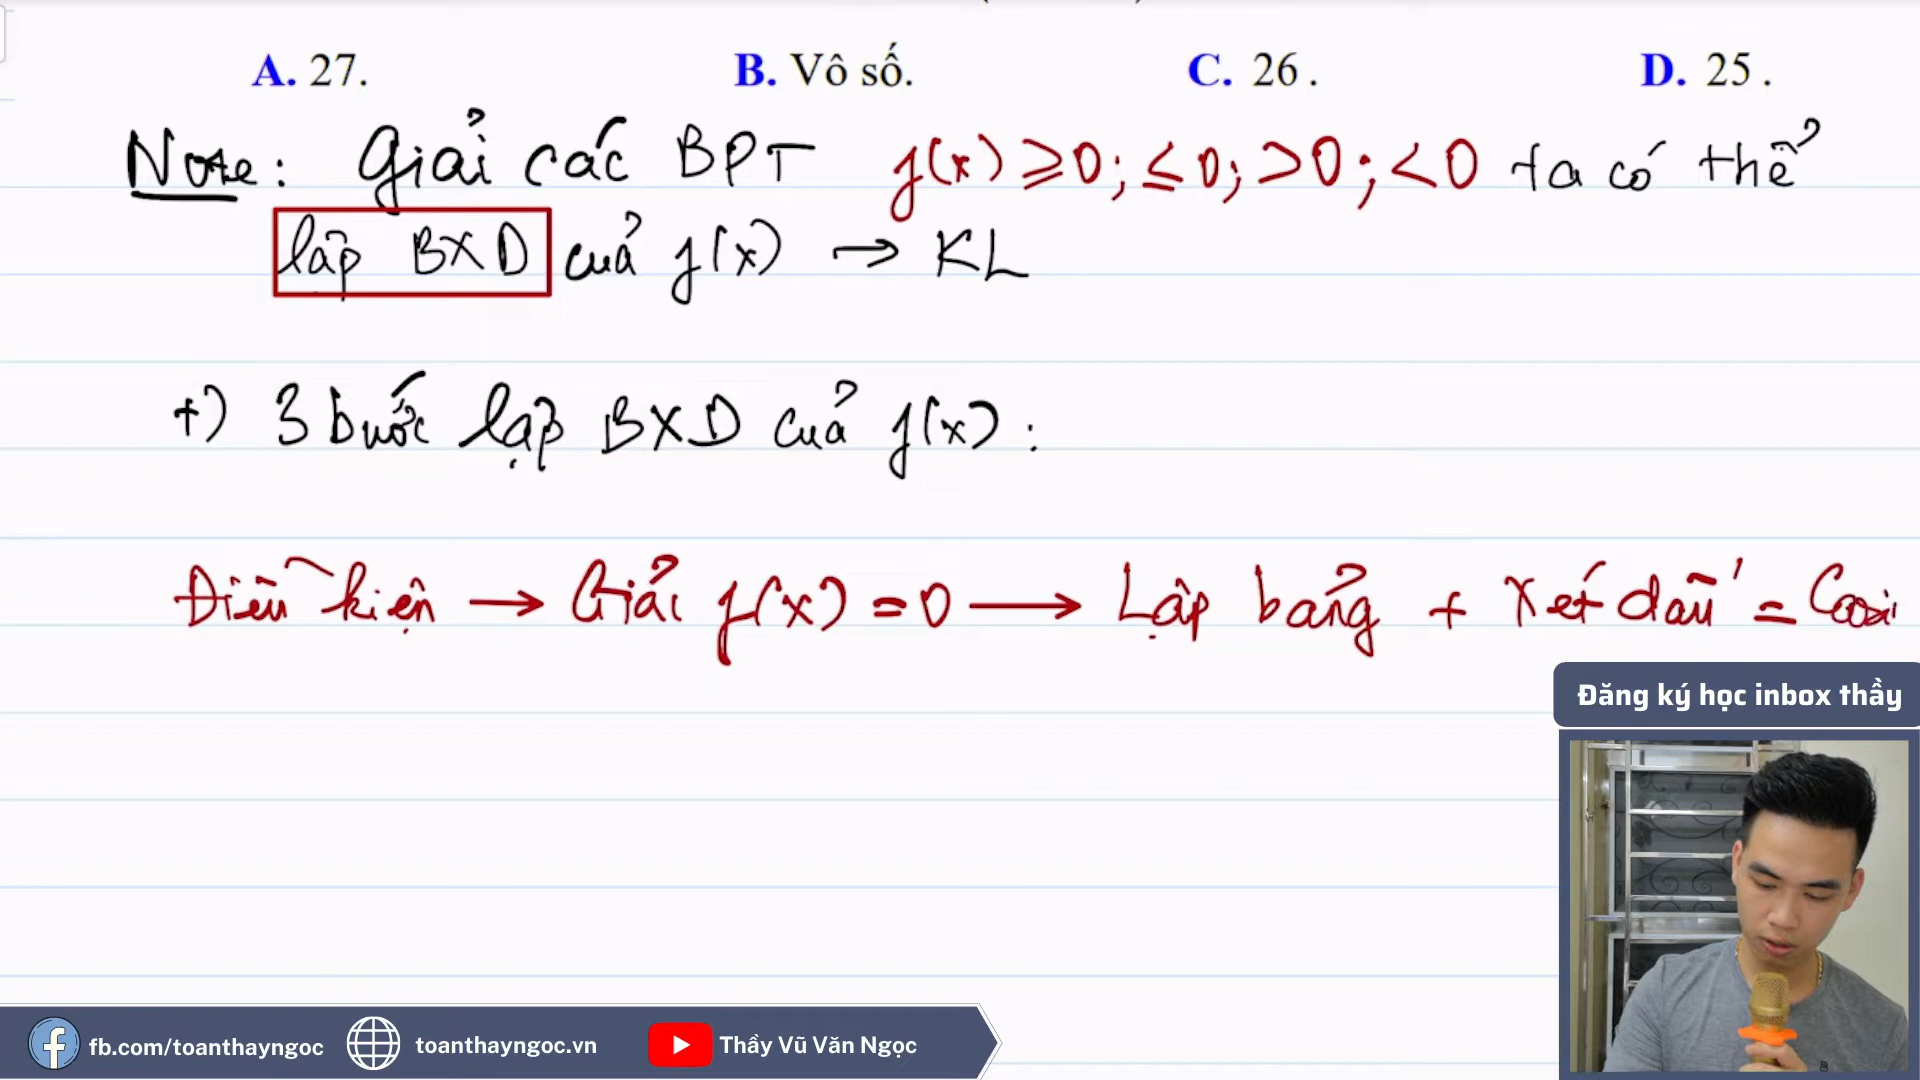 A. 27. B. Vô số. C. 26 . D. 25 .
Note: Giải các BPT f(x) ≥ 0; ≤ 0; > 0; < 0 ta có thể
lập BXD của f(x) → KL
+) 3 bước lập BXD của f(x) :
Điều kiện → Giải f(x) = 0 → Lập bảng + Xét dấu = Casio
Đăng ký học inbox thầy
fb.com/toanthayngoc toanthayngoc.vn Thầy Vũ Văn Ngọc